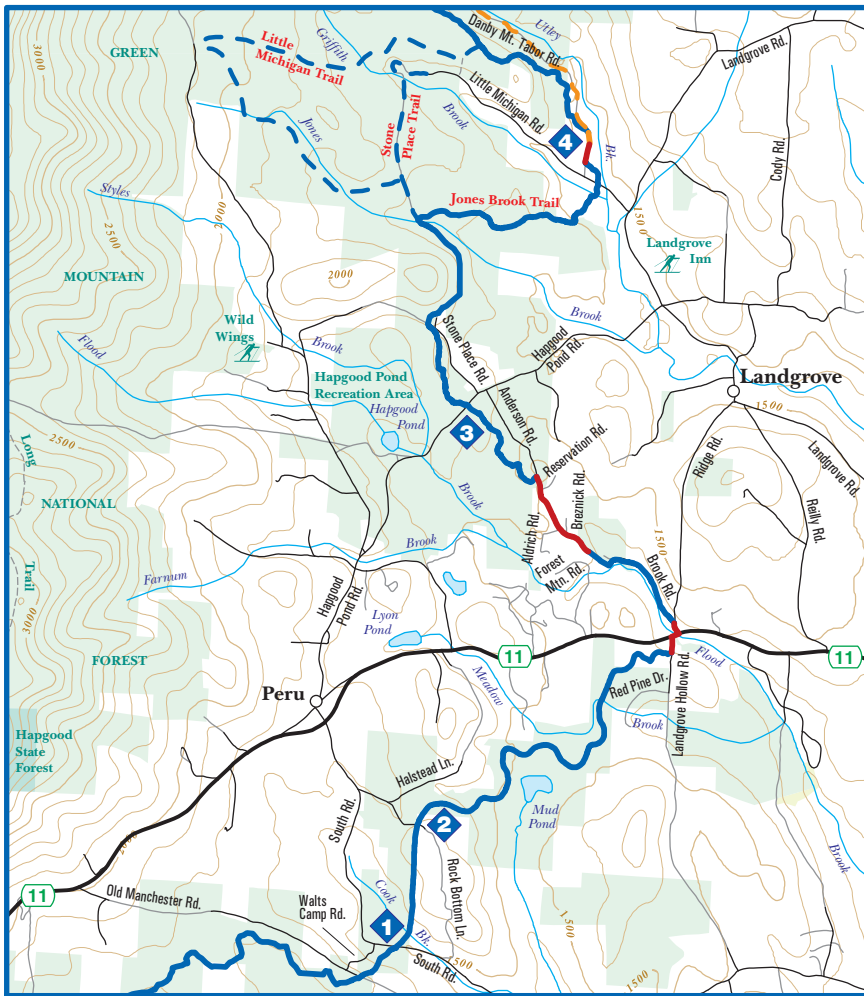 3000
GREEN
Little
Michigan Trail
Griffith
Danby Mt. Tabor Rd.
Utley
Landgrove Rd.
Little Michigan Rd.
Stone
Place Trail
Brook
4
Bk.
Cody Rd.
Jones
Styles
2000
2500
Jones Brook Trail
1500
Landgrove
Inn
MOUNTAIN
2000
Wild
Wings
Flood
Brook
Stone Place Rd.
Brook
Hapgood
Pond Rd.
Hapgood Pond
Recreation Area
Hapgood
Pond
Landgrove
1500
Anderson Rd.
3
Reservation Rd.
Ridge Rd.
Landgrove Rd.
Long
2500
NATIONAL
Brook
Breznick Rd.
Reilly Rd.
1500
Aldrich Rd.
Brook
Forest
Mtn. Rd.
Brook Rd.
Trail
Farnum
3000
Hapgood
Pond Rd.
Lyon
Pond
FOREST
11
11
Flood
Meadow
Red Pine Dr.
Landgrove Hollow Rd.
Peru
Brook
Hapgood
State
Forest
Halstead Ln.
Mud
Pond
South Rd.
2
2000
Rock Bottom Ln.
Brook
11
Old Manchester Rd.
Walts
Camp Rd.
Cook
1
Bk.
South Rd.
1500
1500